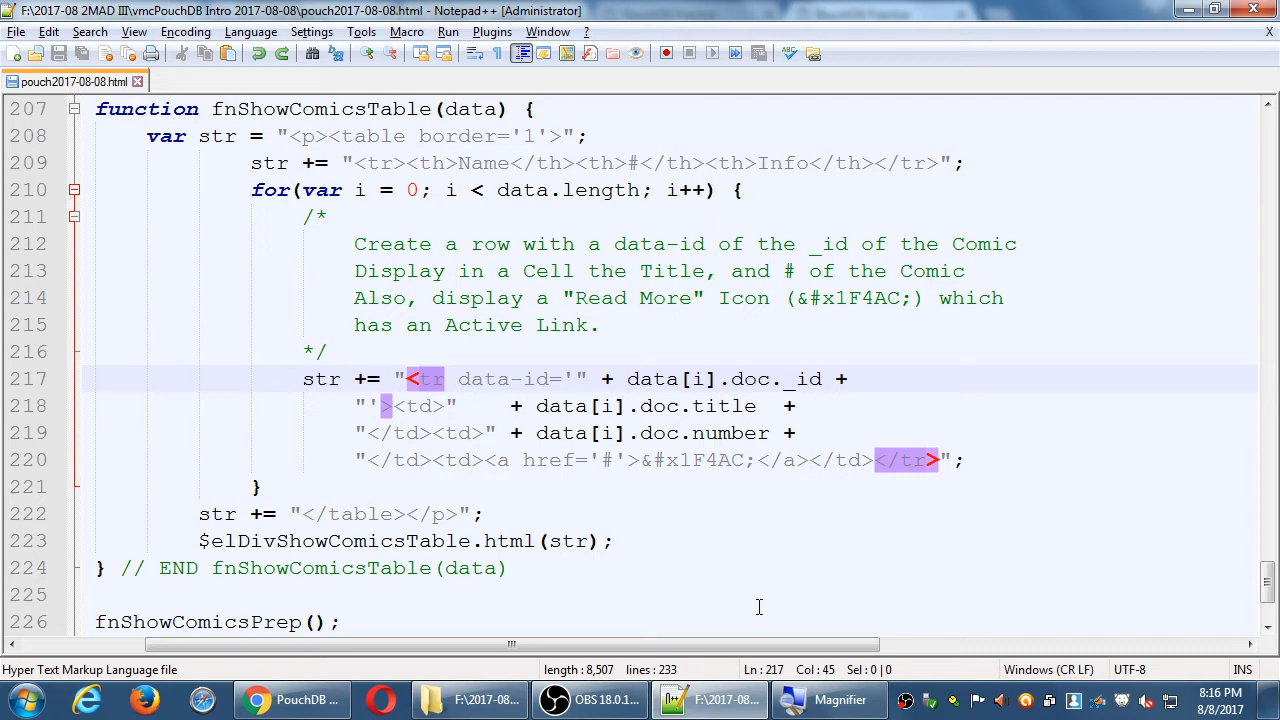 F:\2017-08 2MAD III\vmcPouchDB Intro 2017-08-08\pouch2017-08-08.html - Notepad++ [Administrator]
File Edit Search View Encoding Language Settings Tools Macro Run Plugins Window ? X
pouch2017-08-08.html
207 function fnShowComicsTable(data) {
208 var str = "<p><table border='1'>";
209 str += "<tr><th>Name</th><th>#</th><th>Info</th></tr>";
210 for(var i = 0; i < data.length; i++) {
211 /*
212 Create a row with a data-id of the _id of the Comic
213 Display in a Cell the Title, and # of the Comic
214 Also, display a "Read More" Icon (&#x1F4AC;) which
215 has an Active Link.
216 */
217 str += "<tr data-id='" + data[i].doc._id +
218 "'><td>" + data[i].doc.title +
219 "</td><td>" + data[i].doc.number +
220 "</td><td><a href='#'>&#x1F4AC;</a></td></tr>";
221 }
222 str += "</table></p>";
223 $elDivShowComicsTable.html(str);
224 } // END fnShowComicsTable(data)
225
226 fnShowComicsPrep();
Hyper Text Markup Language file length : 8,507 lines : 233 Ln : 217 Col : 45 Sel : 0 | 0 Windows (CR LF) UTF-8 INS
PouchDB ... F:\2017-08... OBS 18.0.1... F:\2017-08... Magnifier 8:16 PM
8/8/2017